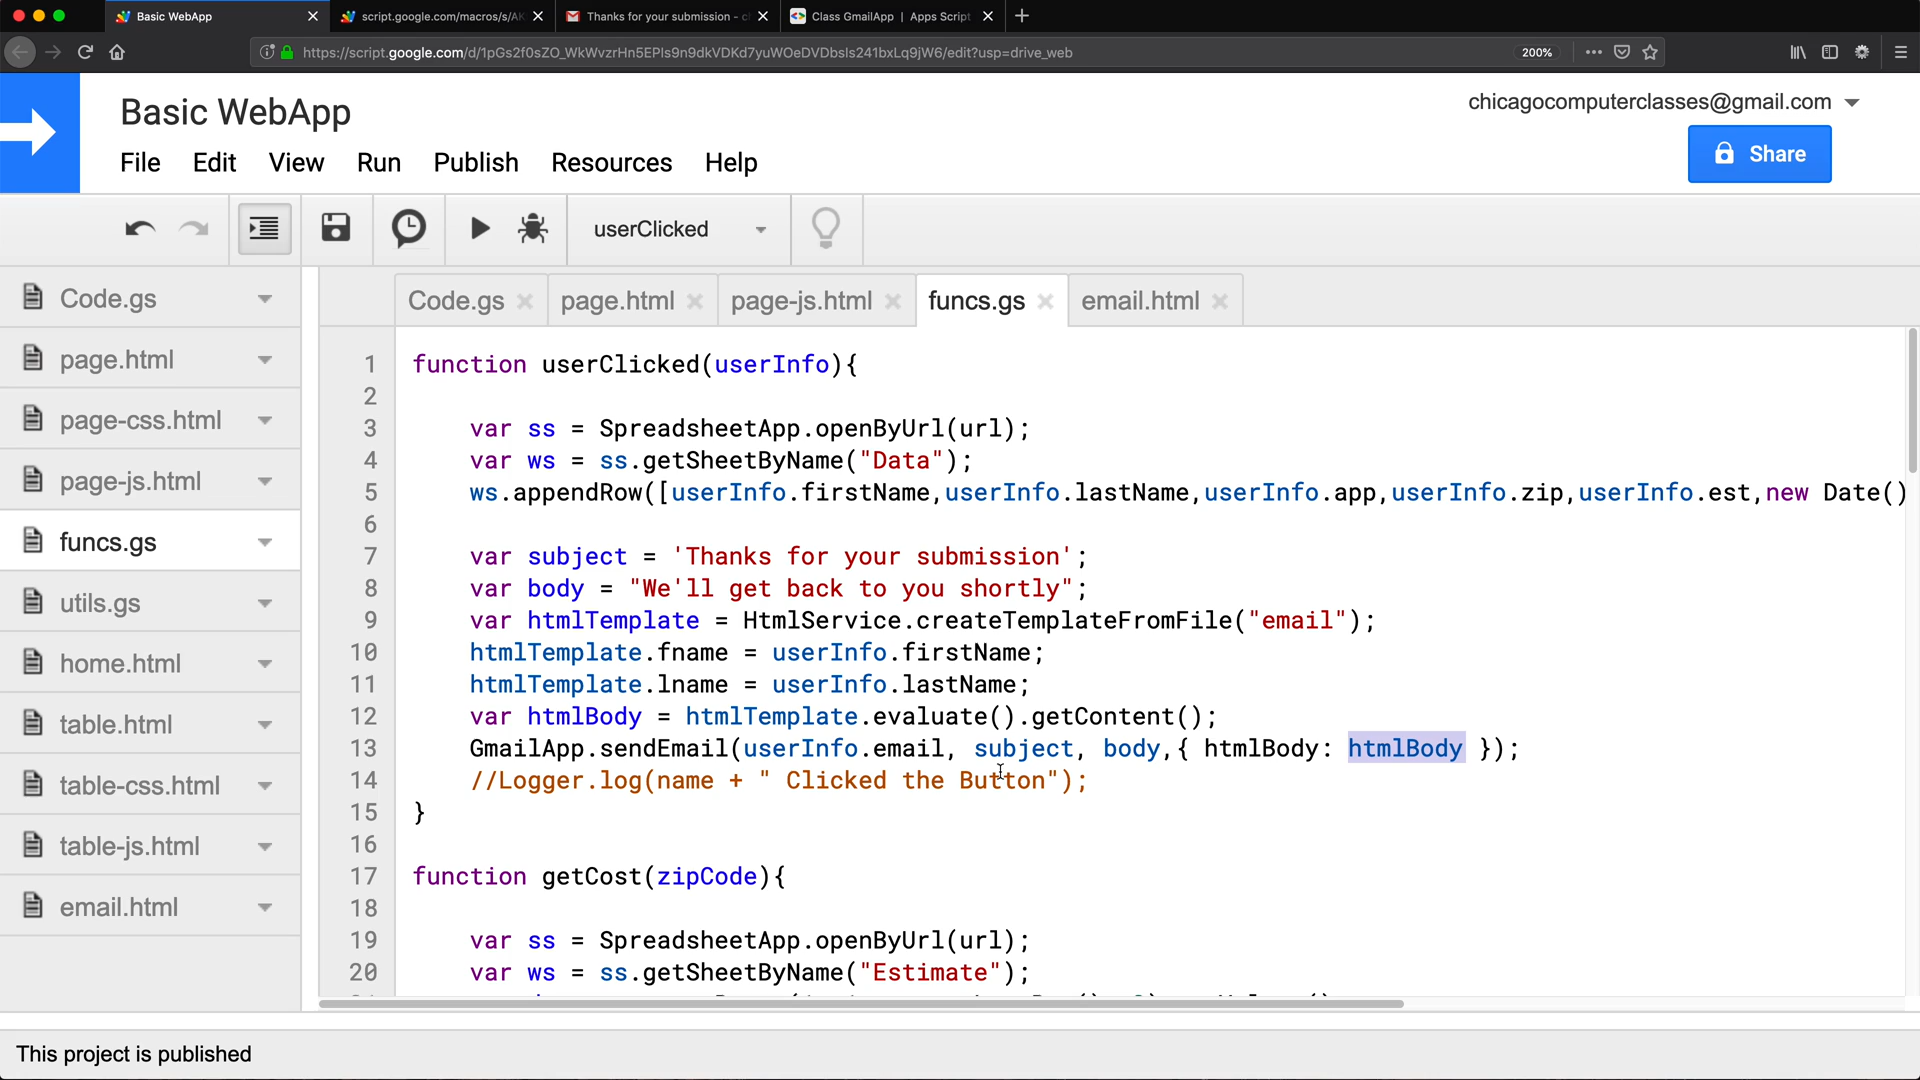 Basic WebApp
script.google.com/macros/s/AK
Thanks for your submission - c
Class GmailApp | Apps Script
https://script.google.com/d/1pGs2f0sZO_WkWvzrHn5EPIs9n9dkVDKd7yuWOeDVDbsIs241bxLq9jW6/edit?usp=drive_web
200%
Basic WebApp
chicagocomputerclasses@gmail.com
File Edit View Run Publish Resources Help
Share
userClicked
Code.gs
page.html
page-css.html
page-js.html
funcs.gs
utils.gs
home.html
table.html
table-css.html
table-js.html
email.html
Code.gs page.html page-js.html funcs.gs email.html
1 function userClicked(userInfo){
2
3 var ss = SpreadsheetApp.openByUrl(url);
4 var ws = ss.getSheetByName("Data");
5 ws.appendRow([userInfo.firstName,userInfo.lastName,userInfo.app,userInfo.zip,userInfo.est,new Date()
6
7 var subject = 'Thanks for your submission';
8 var body = "We'll get back to you shortly";
9 var htmlTemplate = HtmlService.createTemplateFromFile("email");
10 htmlTemplate.fname = userInfo.firstName;
11 htmlTemplate.lname = userInfo.lastName;
12 var htmlBody = htmlTemplate.evaluate().getContent();
13 GmailApp.sendEmail(userInfo.email, subject, body,{ htmlBody: htmlBody });
14 //Logger.log(name + " Clicked the Button");
15 }
16
17 function getCost(zipCode){
18
19 var ss = SpreadsheetApp.openByUrl(url);
20 var ws = ss.getSheetByName("Estimate");
This project is published